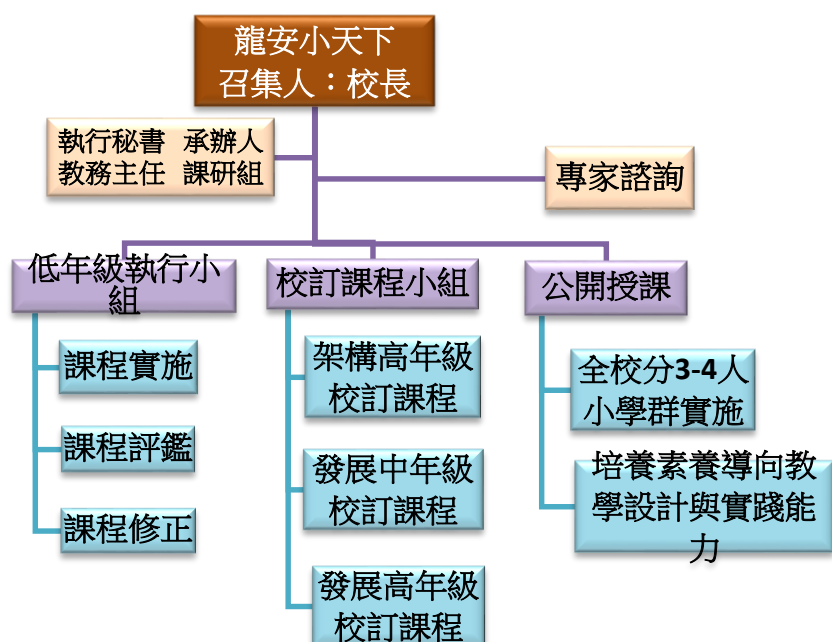 龍安小天下
召集人：校長
執行秘書 承辦人
教務主任 課研組
專家諮詢
低年級執行小
組
課程實施
課程評鑑
課程修正
校訂課程小組
架構高年級
校訂課程
發展中年級
校訂課程
發展高年級
校訂課程
公開授課
全校分3-4人
小學群實施
培養素養導向教
學設計與實踐能
力